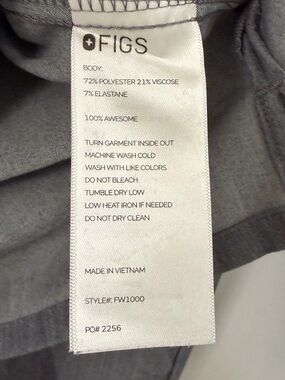 FIGS
BODY:
72% POLYESTER 21% VISCOSE
7% ELASTANE
100% AWESOME
TURN GARMENT INSIDE OUT
MACHINE WASH COLD
WASH WITH LIKE COLORS
DO NOT BLEACH
TUMBLE DRY LOW
LOW HEAT IRON IF NEEDED
DO NOT DRY CLEAN
MADE IN VIETNAM
STYLE#: FW1000
PO# 2256